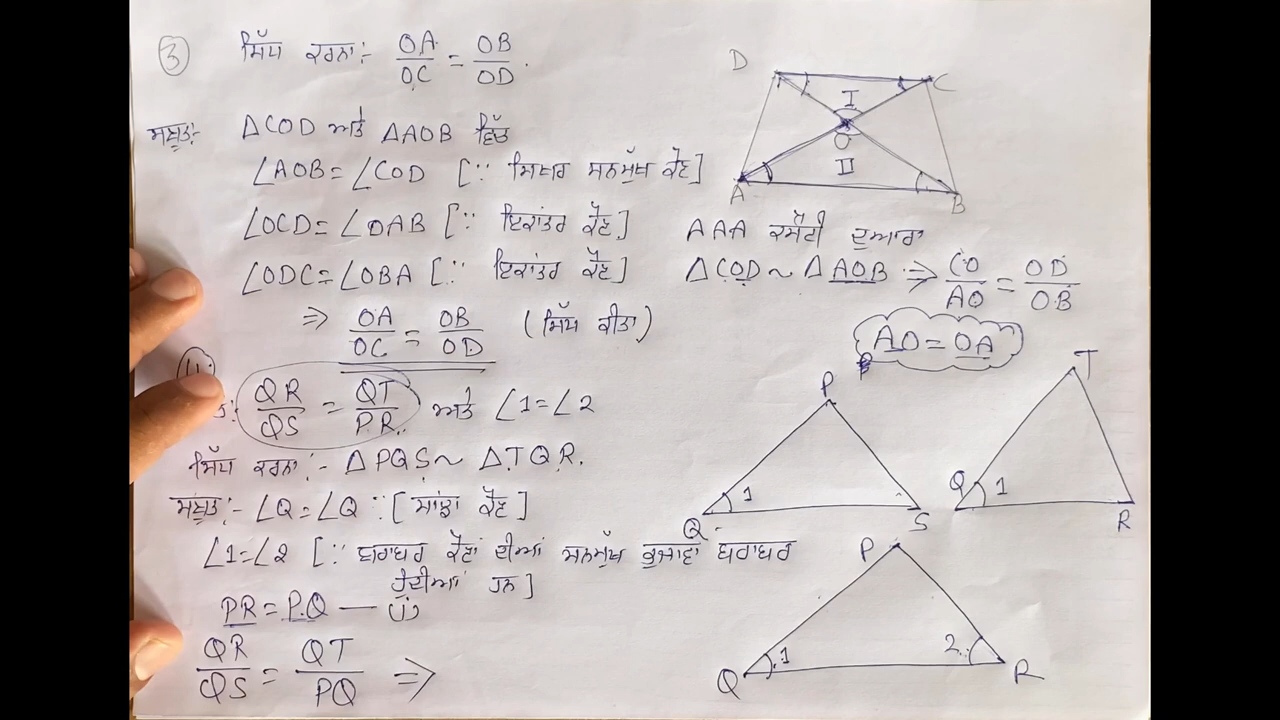 ③ ਸਿੱਧ ਕਰਨਾ:- OA/OC = OB/OD.
ਸਬੂਤ:- ΔCOD ਅਤੇ ΔAOB ਵਿੱਚ
∠AOB = ∠COD [∵ ਸਿਖਰ ਸਨਮੁੱਖ ਕੋਣ]
∠OCD = ∠OAB [∵ ਇਕਾਂਤਰ ਕੋਣ]
∠ODC = ∠OBA [∵ ਇਕਾਂਤਰ ਕੋਣ]
⇒ OA/OC = OB/OD (ਸਿੱਧ ਕੀਤਾ)
D C
I
O
II
A B
AAA ਕਸੌਟੀ ਦੁਆਰਾ
ΔCOD ~ ΔAOB ⇒ CO/AO = OD/OB
AO = OA
QR/QS = QT/PR ਅਤੇ ∠1 = ∠2
ਸਿੱਧ ਕਰਨਾ:- ΔPQS ~ ΔTQR.
ਸਬੂਤ:- ∠Q = ∠Q ∵ [ਸਾਂਝਾ ਕੋਣ]
∠1 = ∠2 [∵ ਬਰਾਬਰ ਕੋਣਾਂ ਦੀਆਂ ਸਨਮੁੱਖ ਭੁਜਾਵਾਂ ਬਰਾਬਰ
ਹੁੰਦੀਆਂ ਹਨ]
PR = PQ — (i)
QR/QS = QT/PQ ⇒
P
Q 1 S
T
Q 1 R
P
Q 1 2 R